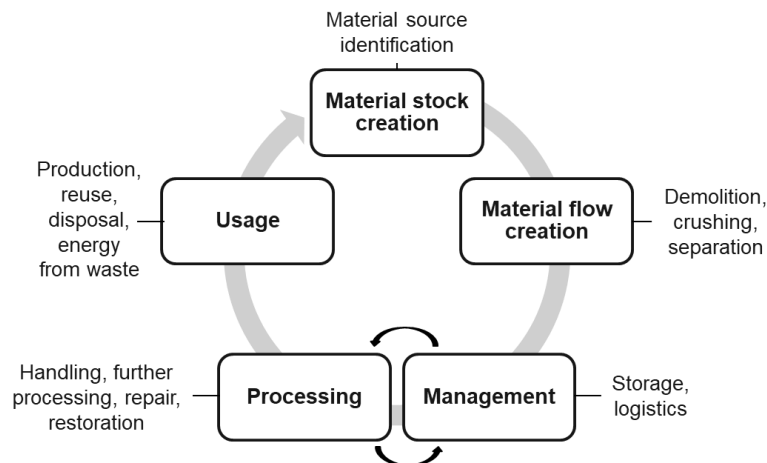 Material source
identification
Material stock
creation
Production,
reuse,
disposal,
energy
from waste
Usage
Material flow
creation
Demolition,
crushing,
separation
Handling, further
processing, repair,
restoration
Processing
Management
Storage,
logistics